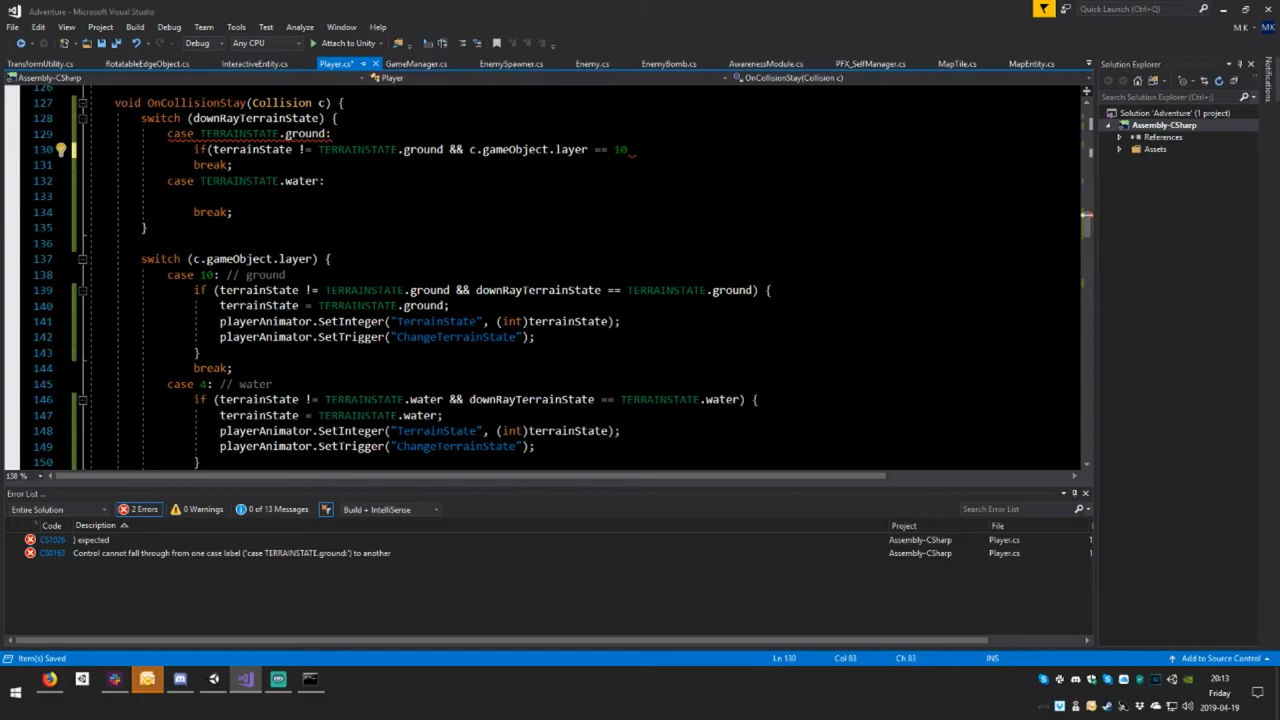 Adventure - Microsoft Visual Studio
Quick Launch (Ctrl+Q)
File Edit View Project Build Debug Team Tools Test Analyze Window Help
M K MK
Debug Any CPU Attach to Unity
TransformUtility.cs RotatableEdgeObject.cs InteractiveEntity.cs Player.cs* GameManager.cs EnemySpawner.cs Enemy.cs EnemyBomb.cs AwarenessModule.cs PFX_SelfManager.cs MapTile.cs MapEntity.cs
Assembly-CSharp Player OnCollisionStay(Collision c)
Solution Explorer
Search Solution Explorer (Ctrl+;)
Solution 'Adventure' (1 project)
Assembly-CSharp
References
Assets
Notifications
126
127 void OnCollisionStay(Collision c) {
128 switch (downRayTerrainState) {
129 case TERRAINSTATE.ground:
130 if(terrainState != TERRAINSTATE.ground && c.gameObject.layer == 10
131 break;
132 case TERRAINSTATE.water:
133
134 break;
135 }
136
137 switch (c.gameObject.layer) {
138 case 10: // ground
139 if (terrainState != TERRAINSTATE.ground && downRayTerrainState == TERRAINSTATE.ground) {
140 terrainState = TERRAINSTATE.ground;
141 playerAnimator.SetInteger("TerrainState", (int)terrainState);
142 playerAnimator.SetTrigger("ChangeTerrainState");
143 }
144 break;
145 case 4: // water
146 if (terrainState != TERRAINSTATE.water && downRayTerrainState == TERRAINSTATE.water) {
147 terrainState = TERRAINSTATE.water;
148 playerAnimator.SetInteger("TerrainState", (int)terrainState);
149 playerAnimator.SetTrigger("ChangeTerrainState");
150 }
138 %
Error List ...
Entire Solution 2 Errors 0 Warnings 0 of 13 Messages Build + IntelliSense Search Error List
Code Description Project File
CS1026 ) expected Assembly-CSharp Player.cs 1
CS0163 Control cannot fall through from one case label ('case TERRAINSTATE.ground:') to another Assembly-CSharp Player.cs 1
Item(s) Saved Ln 130 Col 83 Ch 83 INS Add to Source Control
20:13
Friday
2019-04-19